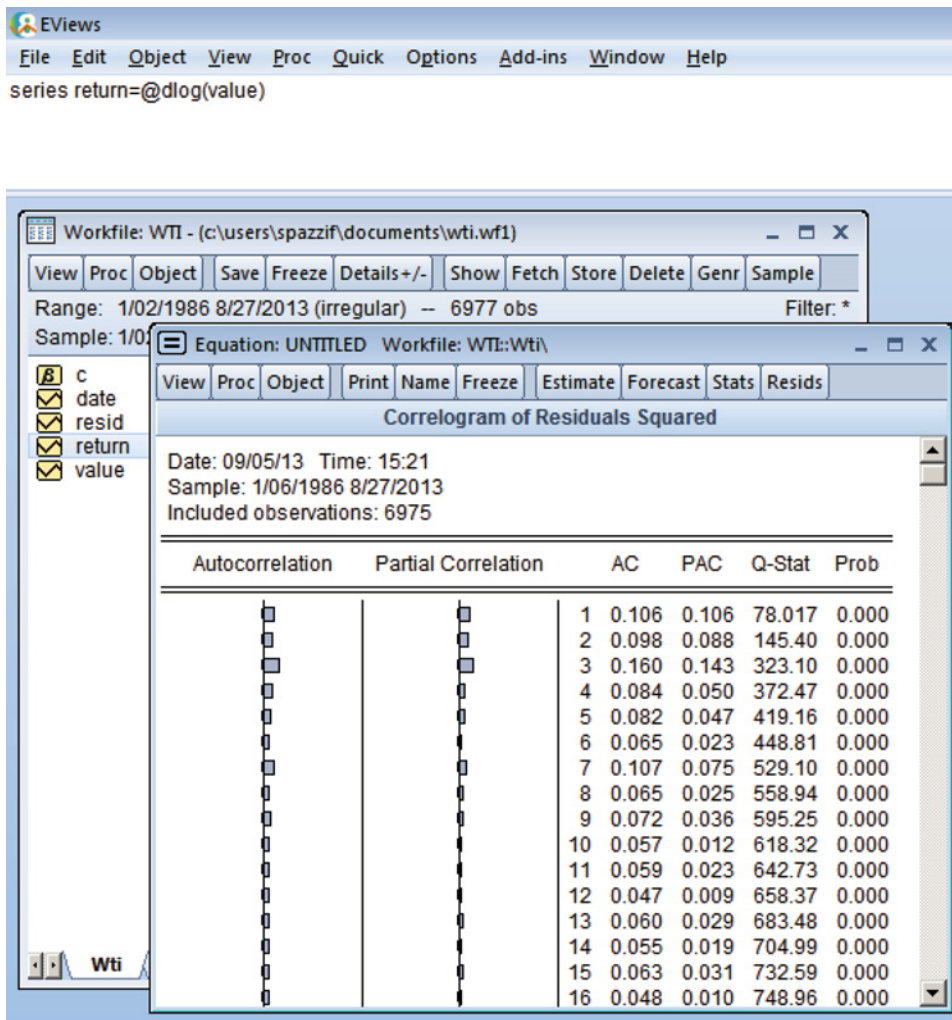 EViews
File Edit Object View Proc Quick Options Add-ins Window Help
series return=@dlog(value)
Workfile: WTI - (c:\users\spazzif\documents\wti.wf1)
View Proc Object Save Freeze Details+/- Show Fetch Store Delete Genr Sample
Range: 1/02/1986 8/27/2013 (irregular) -- 6977 obs Filter: *
Sample: 1/0
β c
date
resid
return
value
Wti
Equation: UNTITLED Workfile: WTI::Wti\
View Proc Object Print Name Freeze Estimate Forecast Stats Resids
Correlogram of Residuals Squared
Date: 09/05/13 Time: 15:21
Sample: 1/06/1986 8/27/2013
Included observations: 6975
Autocorrelation Partial Correlation AC PAC Q-Stat Prob
1 0.106 0.106 78.017 0.000
2 0.098 0.088 145.40 0.000
3 0.160 0.143 323.10 0.000
4 0.084 0.050 372.47 0.000
5 0.082 0.047 419.16 0.000
6 0.065 0.023 448.81 0.000
7 0.107 0.075 529.10 0.000
8 0.065 0.025 558.94 0.000
9 0.072 0.036 595.25 0.000
10 0.057 0.012 618.32 0.000
11 0.059 0.023 642.73 0.000
12 0.047 0.009 658.37 0.000
13 0.060 0.029 683.48 0.000
14 0.055 0.019 704.99 0.000
15 0.063 0.031 732.59 0.000
16 0.048 0.010 748.96 0.000